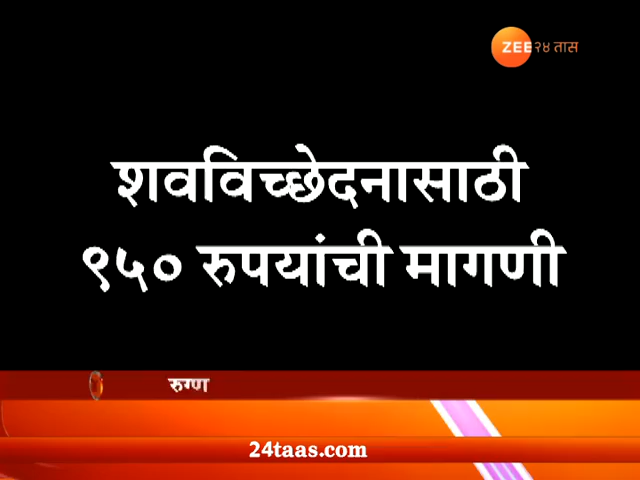 ZEE २४ तास
शवविच्छेदनासाठी
९५० रुपयांची मागणी
रुग्ण
24taas.com